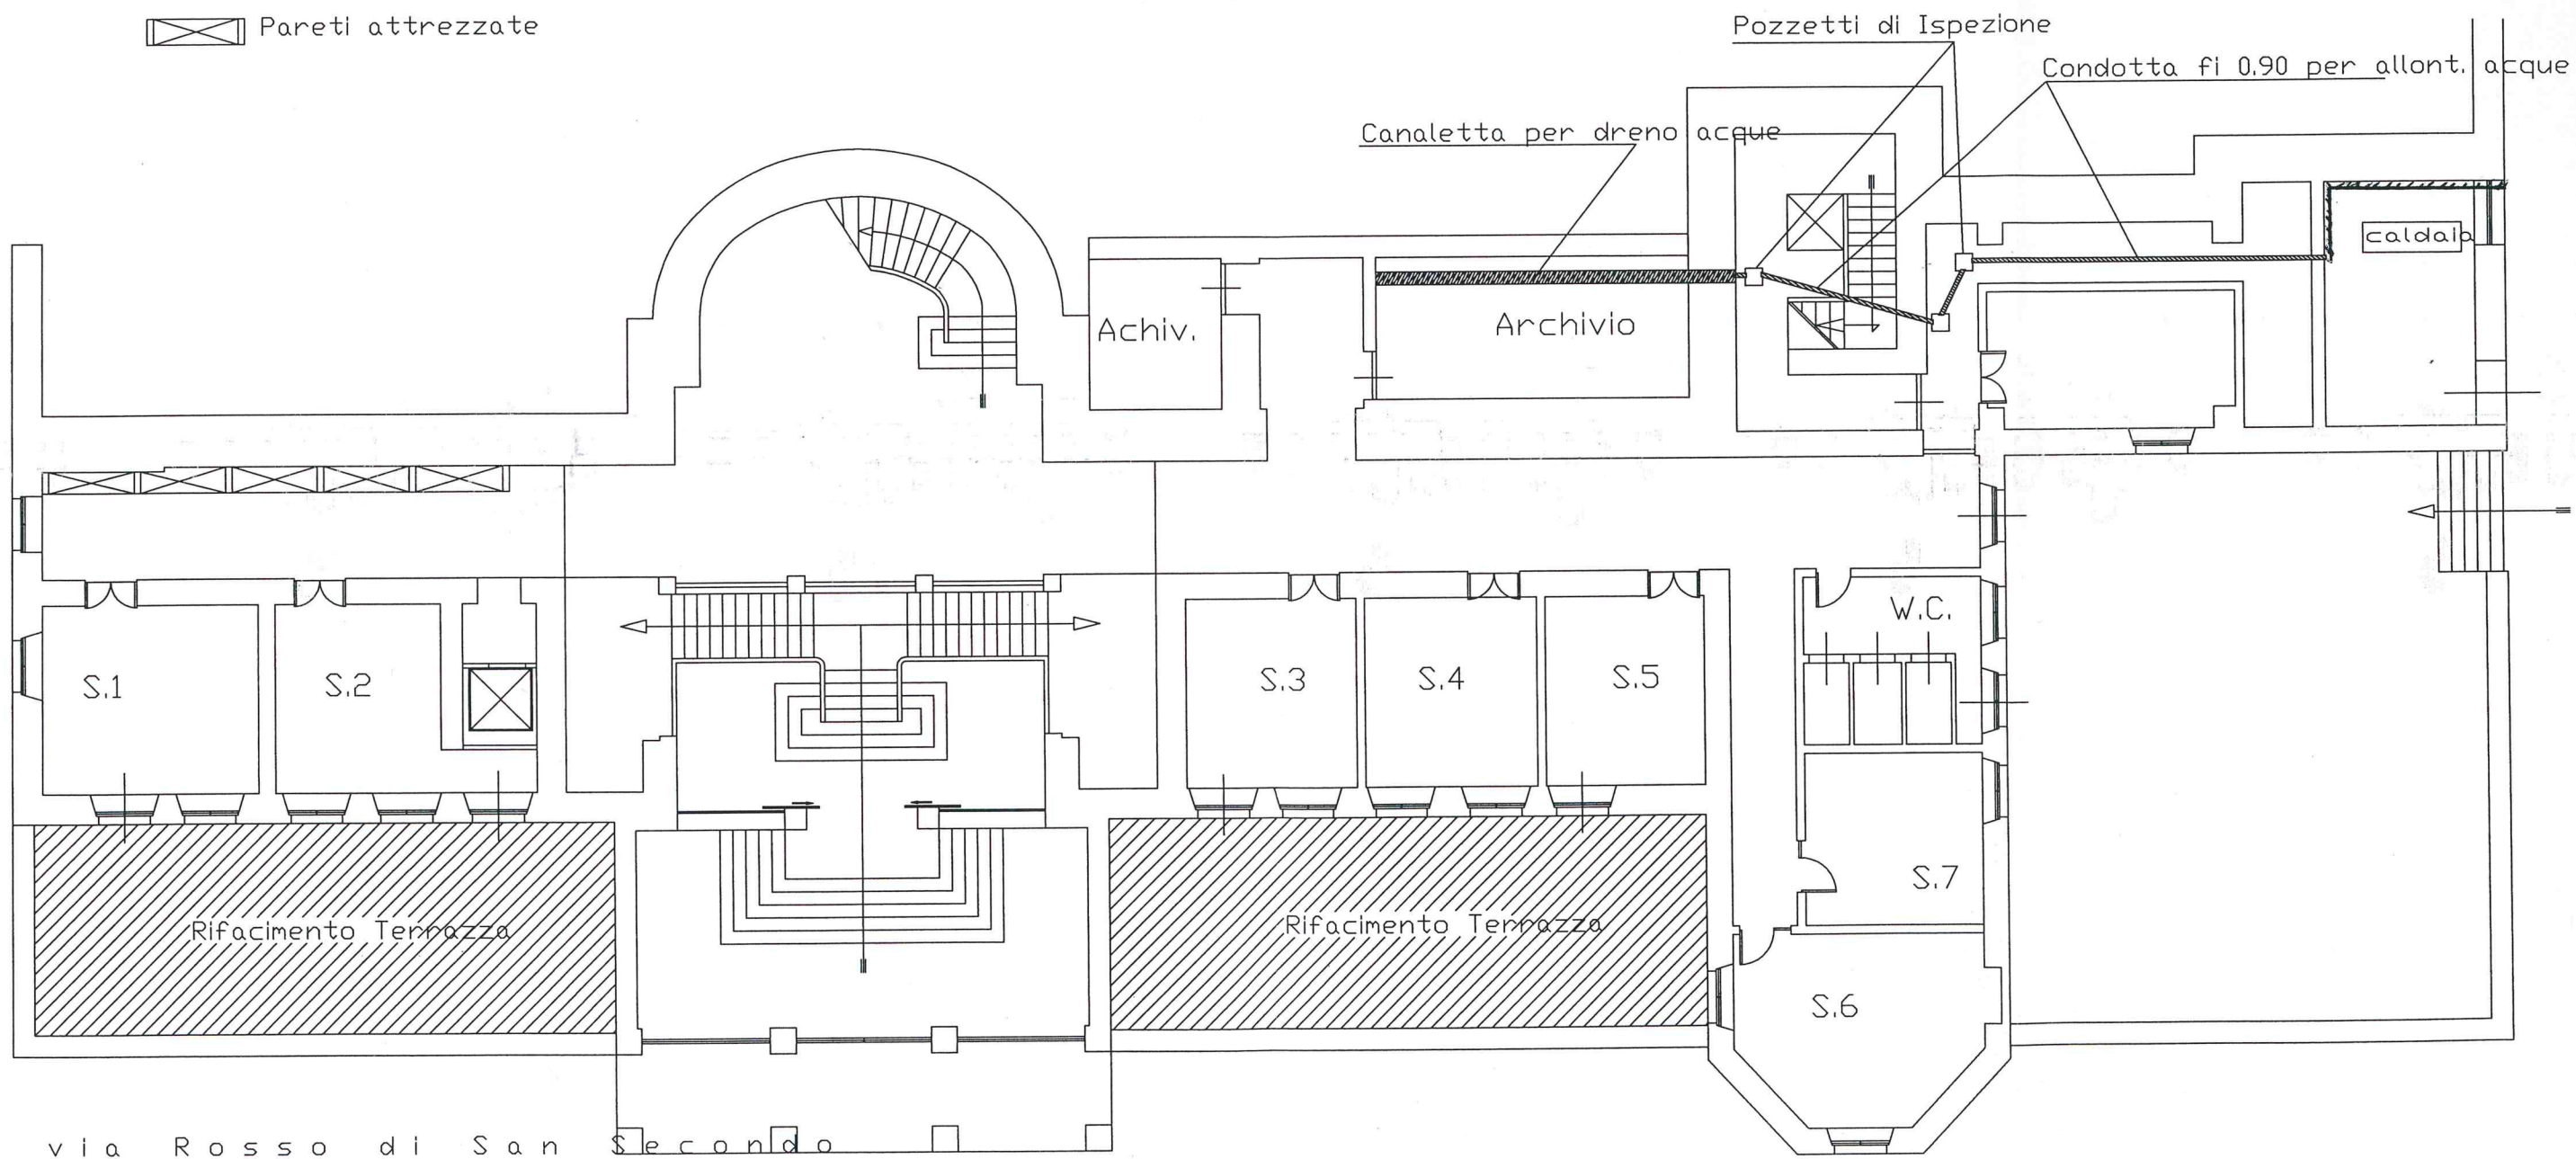 Pareti attrezzate
Pozzetti di Ispezione
Condotta fi 0.90 per allont. acque
Canaletta per dreno acque
caldaia
Achiv.
Archivio
W.C.
S.1
S.2
S.3
S.4
S.5
S.7
Rifacimento Terrazza
Rifacimento Terrazza
S.6
via Rosso di San Secondo